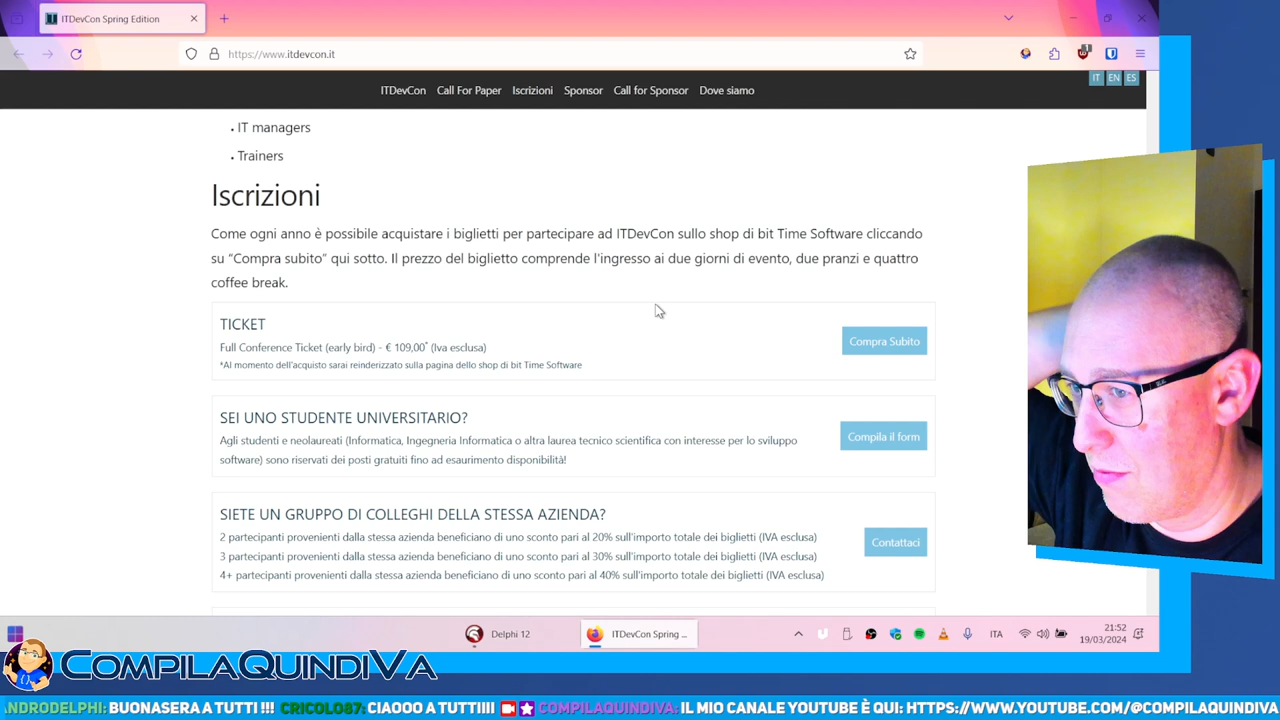 ITDevCon Spring Edition
https://www.itdevcon.it
1
ITDevCon Call For Paper Iscrizioni Sponsor Call for Sponsor Dove siamo
IT EN ES
• IT managers
• Trainers
Iscrizioni
Come ogni anno è possibile acquistare i biglietti per partecipare ad ITDevCon sullo shop di bit Time Software cliccando
su “Compra subito” qui sotto. Il prezzo del biglietto comprende l'ingresso ai due giorni di evento, due pranzi e quattro
coffee break.
TICKET
Full Conference Ticket (early bird) - € 109,00* (Iva esclusa)
*Al momento dell'acquisto sarai reinderizzato sulla pagina dello shop di bit Time Software
Compra Subito
SEI UNO STUDENTE UNIVERSITARIO?
Agli studenti e neolaureati (Informatica, Ingegneria Informatica o altra laurea tecnico scientifica con interesse per lo sviluppo
software) sono riservati dei posti gratuiti fino ad esaurimento disponibilità!
Compila il form
SIETE UN GRUPPO DI COLLEGHI DELLA STESSA AZIENDA?
2 partecipanti provenienti dalla stessa azienda beneficiano di uno sconto pari al 20% sull'importo totale dei biglietti (IVA esclusa)
3 partecipanti provenienti dalla stessa azienda beneficiano di uno sconto pari al 30% sull'importo totale dei biglietti (IVA esclusa)
4+ partecipanti provenienti dalla stessa azienda beneficiano di uno sconto pari al 40% sull'importo totale dei biglietti (IVA esclusa)
Contattaci
Delphi 12
ITDevCon Spring ...
ITA
21:52
19/03/2024
COMPILAQUINDIVA
ANDRODELPHI: BUONASERA A TUTTI !!! CRICOLO87: CIAOOO A TUTTIIII COMPILAQUINDIVA: IL MIO CANALE YOUTUBE È QUI: HTTPS://WWW.YOUTUBE.COM/@COMPILAQUINDIVA